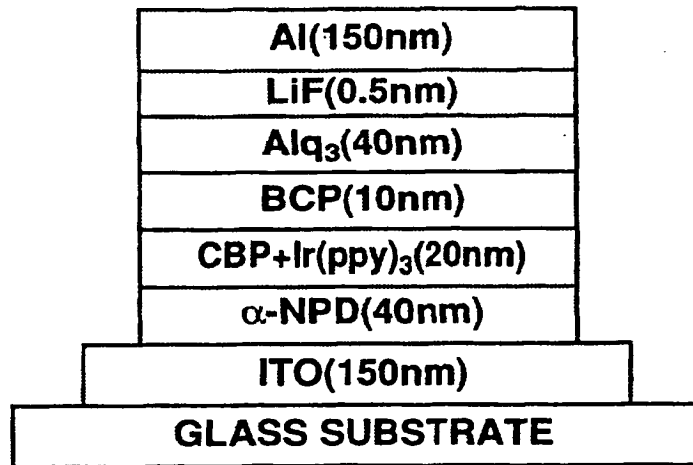 Al(150nm)
LiF(0.5nm)
Alq₃(40nm)
BCP(10nm)
CBP+Ir(ppy)₃(20nm)
α-NPD(40nm)
ITO(150nm)
GLASS SUBSTRATE